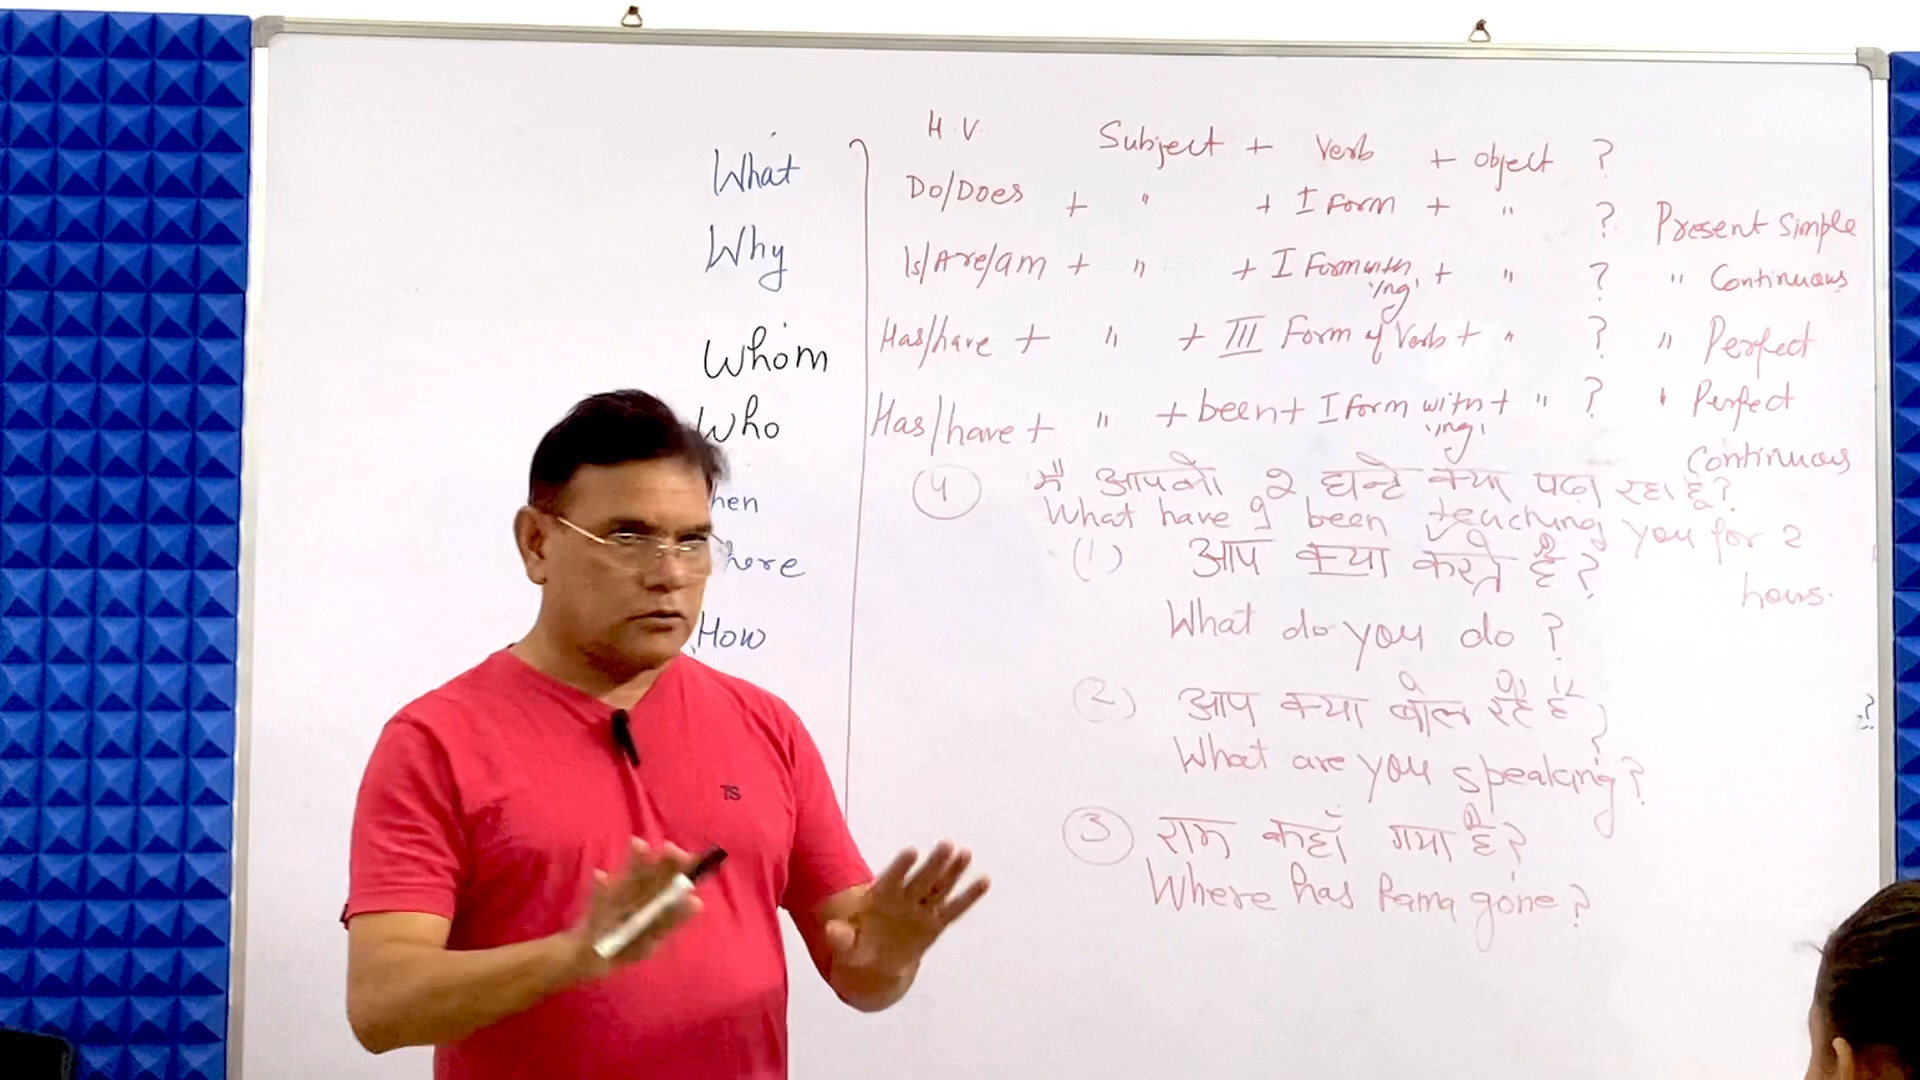 What
Why
Whom
Who
hen
here
How
H.V. Subject + Verb + object ?
Do/Does + " + I Form + " ? Present Simple
Is/Are/am + " + I Form with 'ing' + " ? " Continuous
Has/have + " + III Form of Verb + " ? " Perfect
Has/have + " + been + I form with 'ing' + " ? " Perfect Continuous
(4) मैं आपको 2 घन्टे क्या पढ़ा रहा हूँ?
What have I been teaching you for 2 hours.
(1) आप क्या करते है?
What do you do ?
(2) आप क्या बोल रहे है ?
What are you speaking?
(3) राम कहाँ गया है?
Where has Rama gone?
?
TS